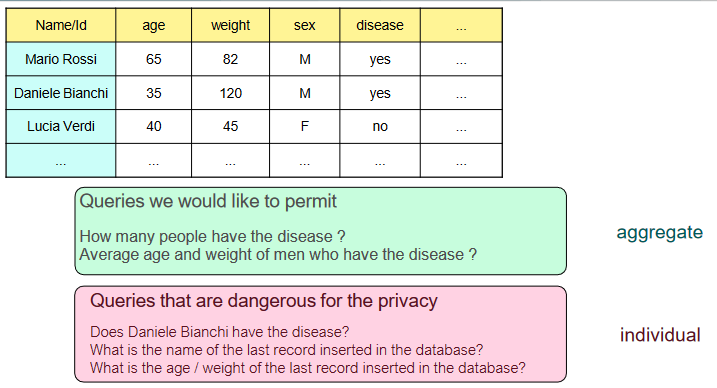 Name/Id age weight sex disease ...
Mario Rossi 65 82 M yes ...
Daniele Bianchi 35 120 M yes ...
Lucia Verdi 40 45 F no ...
... ... ... ... ... ...
Queries we would like to permit
How many people have the disease ?
Average age and weight of men who have the disease ?
aggregate
Queries that are dangerous for the privacy
Does Daniele Bianchi have the disease?
What is the name of the last record inserted in the database?
What is the age / weight of the last record inserted in the database?
individual